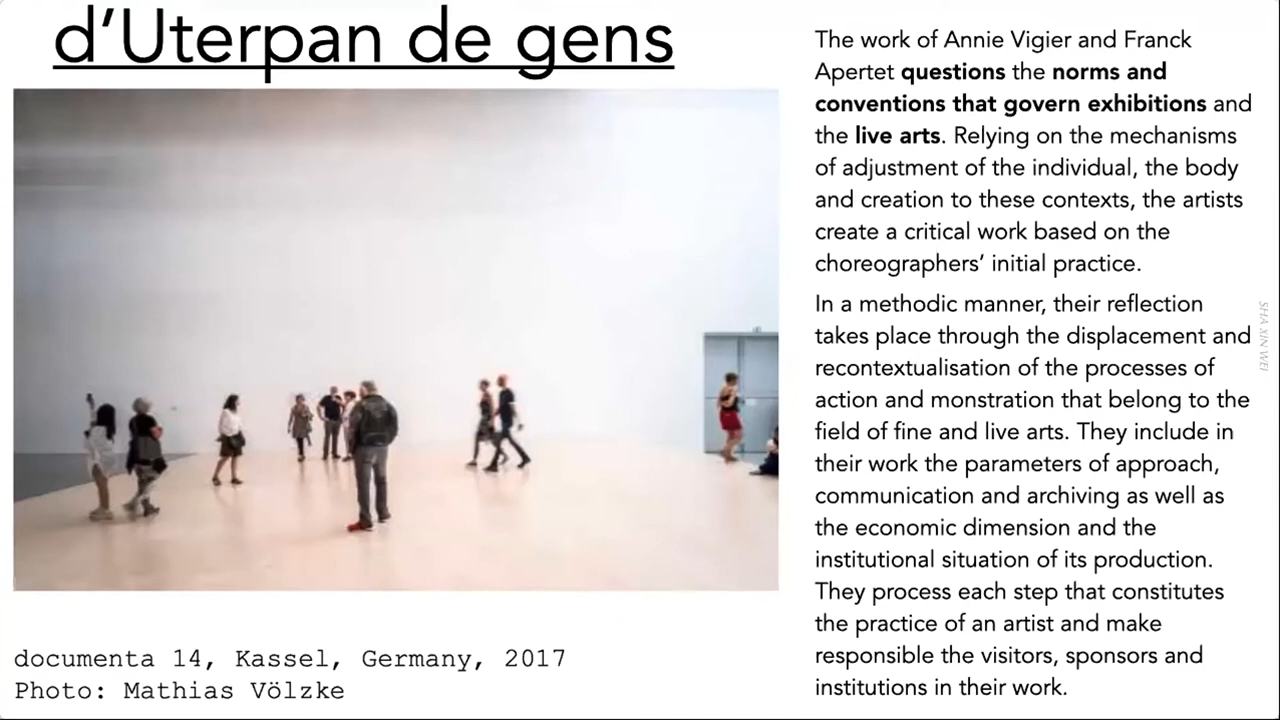 d’Uterpan de gens
The work of Annie Vigier and Franck
Apertet questions the norms and
conventions that govern exhibitions and
the live arts. Relying on the mechanisms
of adjustment of the individual, the body
and creation to these contexts, the artists
create a critical work based on the
choreographers’ initial practice.
In a methodic manner, their reflection
takes place through the displacement and
recontextualisation of the processes of
action and monstration that belong to the
field of fine and live arts. They include in
their work the parameters of approach,
communication and archiving as well as
the economic dimension and the
institutional situation of its production.
They process each step that constitutes
the practice of an artist and make
responsible the visitors, sponsors and
institutions in their work.
SHA XIN WEI
documenta 14, Kassel, Germany, 2017
Photo: Mathias Völzke